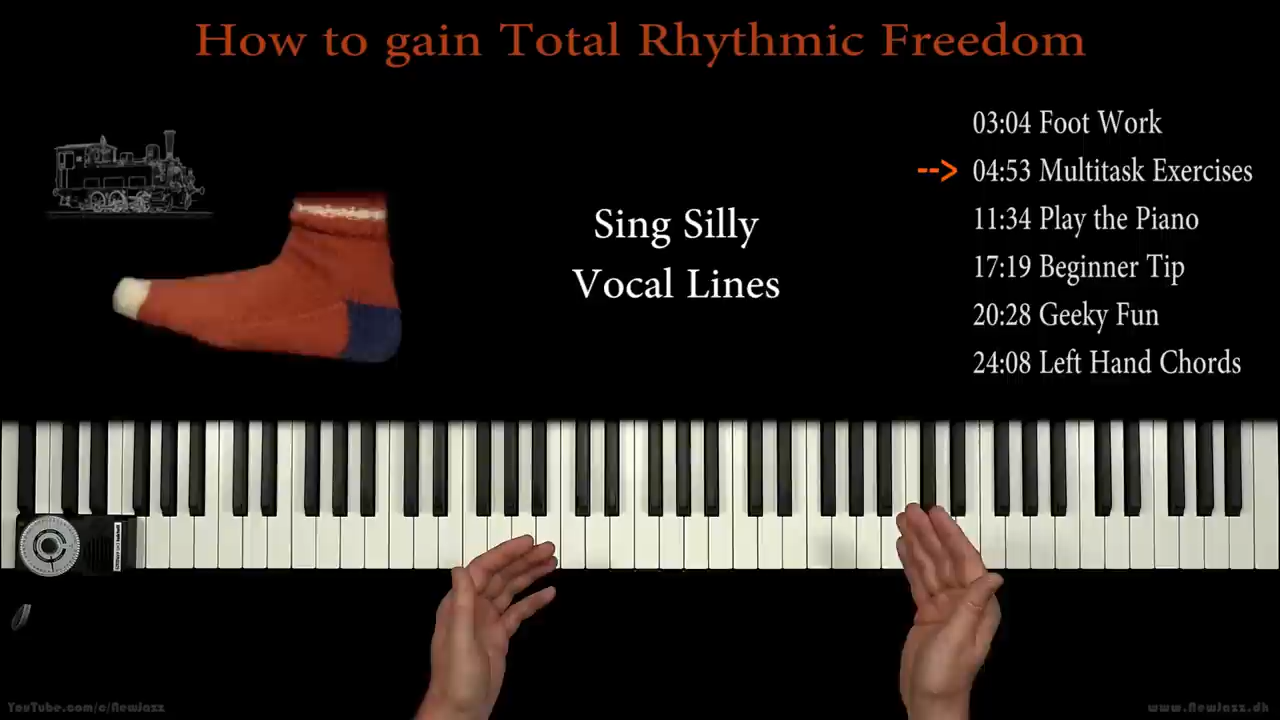 How to gain Total Rhythmic Freedom
03:04 Foot Work
--> 04:53 Multitask Exercises
11:34 Play the Piano
17:19 Beginner Tip
20:28 Geeky Fun
24:08 Left Hand Chords
Sing Silly
Vocal Lines
YouTube.com/c/NewJazz
www.NewJazz.dk